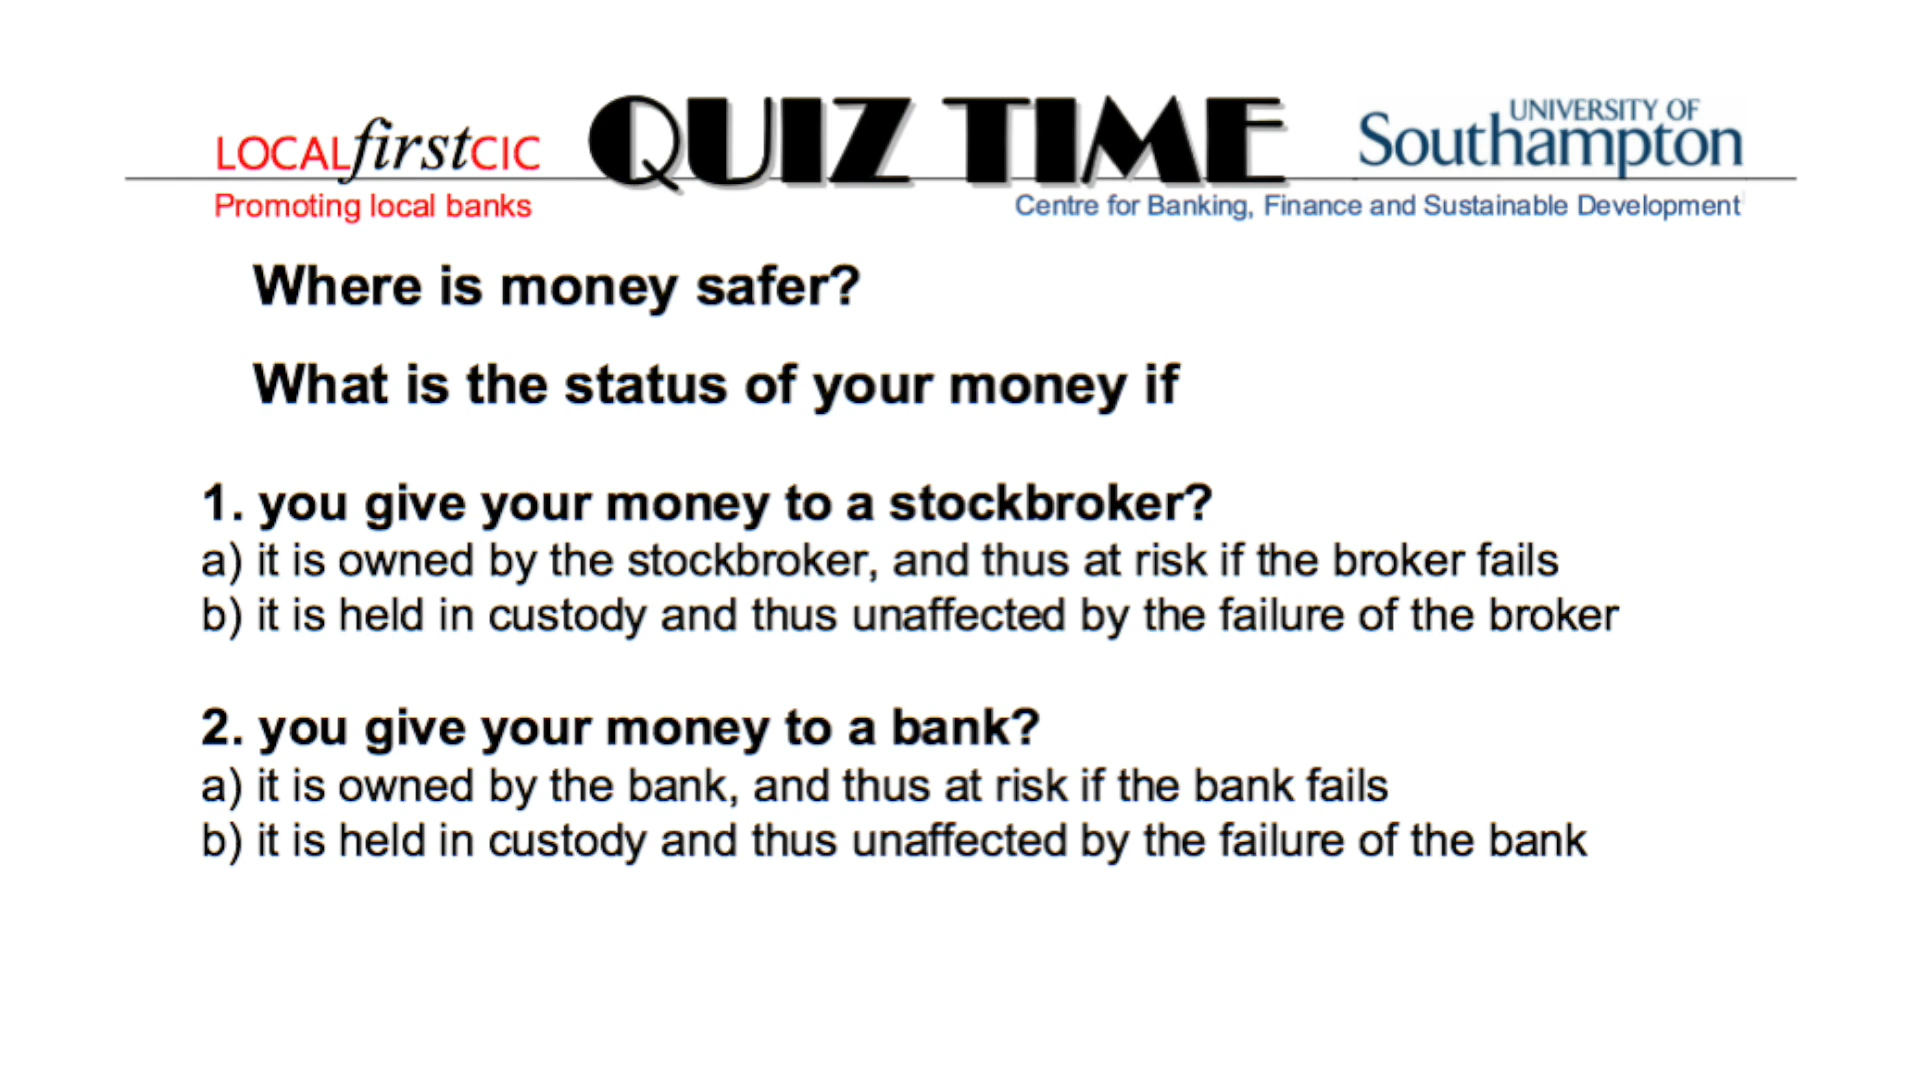 LOCALfirstCIC QUIZ TIME UNIVERSITY OF Southampton
Promoting local banks Centre for Banking, Finance and Sustainable Development
Where is money safer?
What is the status of your money if
1. you give your money to a stockbroker?
a) it is owned by the stockbroker, and thus at risk if the broker fails
b) it is held in custody and thus unaffected by the failure of the broker
2. you give your money to a bank?
a) it is owned by the bank, and thus at risk if the bank fails
b) it is held in custody and thus unaffected by the failure of the bank